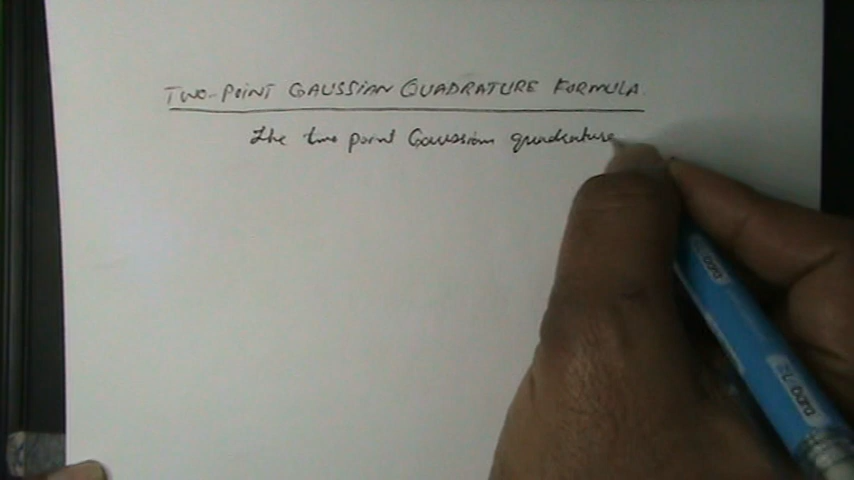 TWO-POINT GAUSSIAN QUADRATURE FORMULA.
The two point Gaussian quadrature